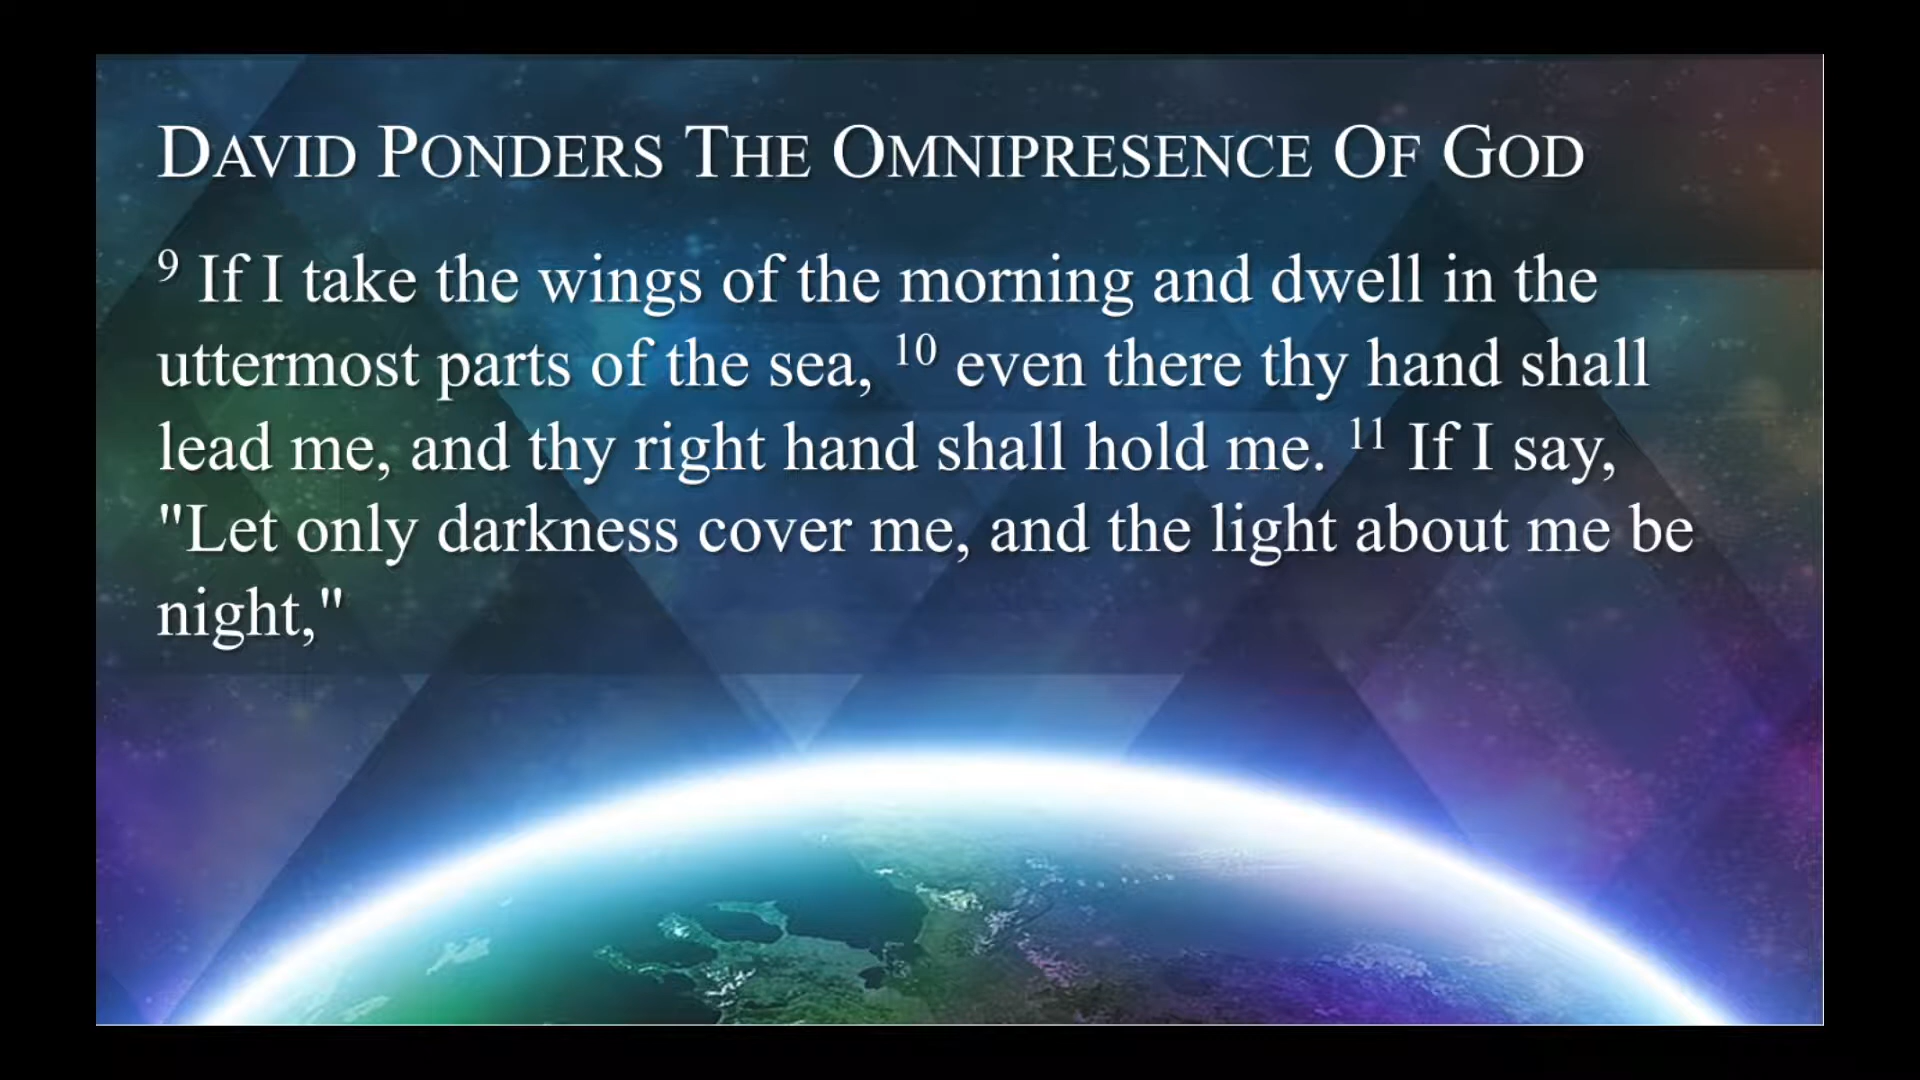 DAVID PONDERS THE OMNIPRESENCE OF GOD
9 If I take the wings of the morning and dwell in the
uttermost parts of the sea, 10 even there thy hand shall
lead me, and thy right hand shall hold me. 11 If I say,
"Let only darkness cover me, and the light about me be
night,"